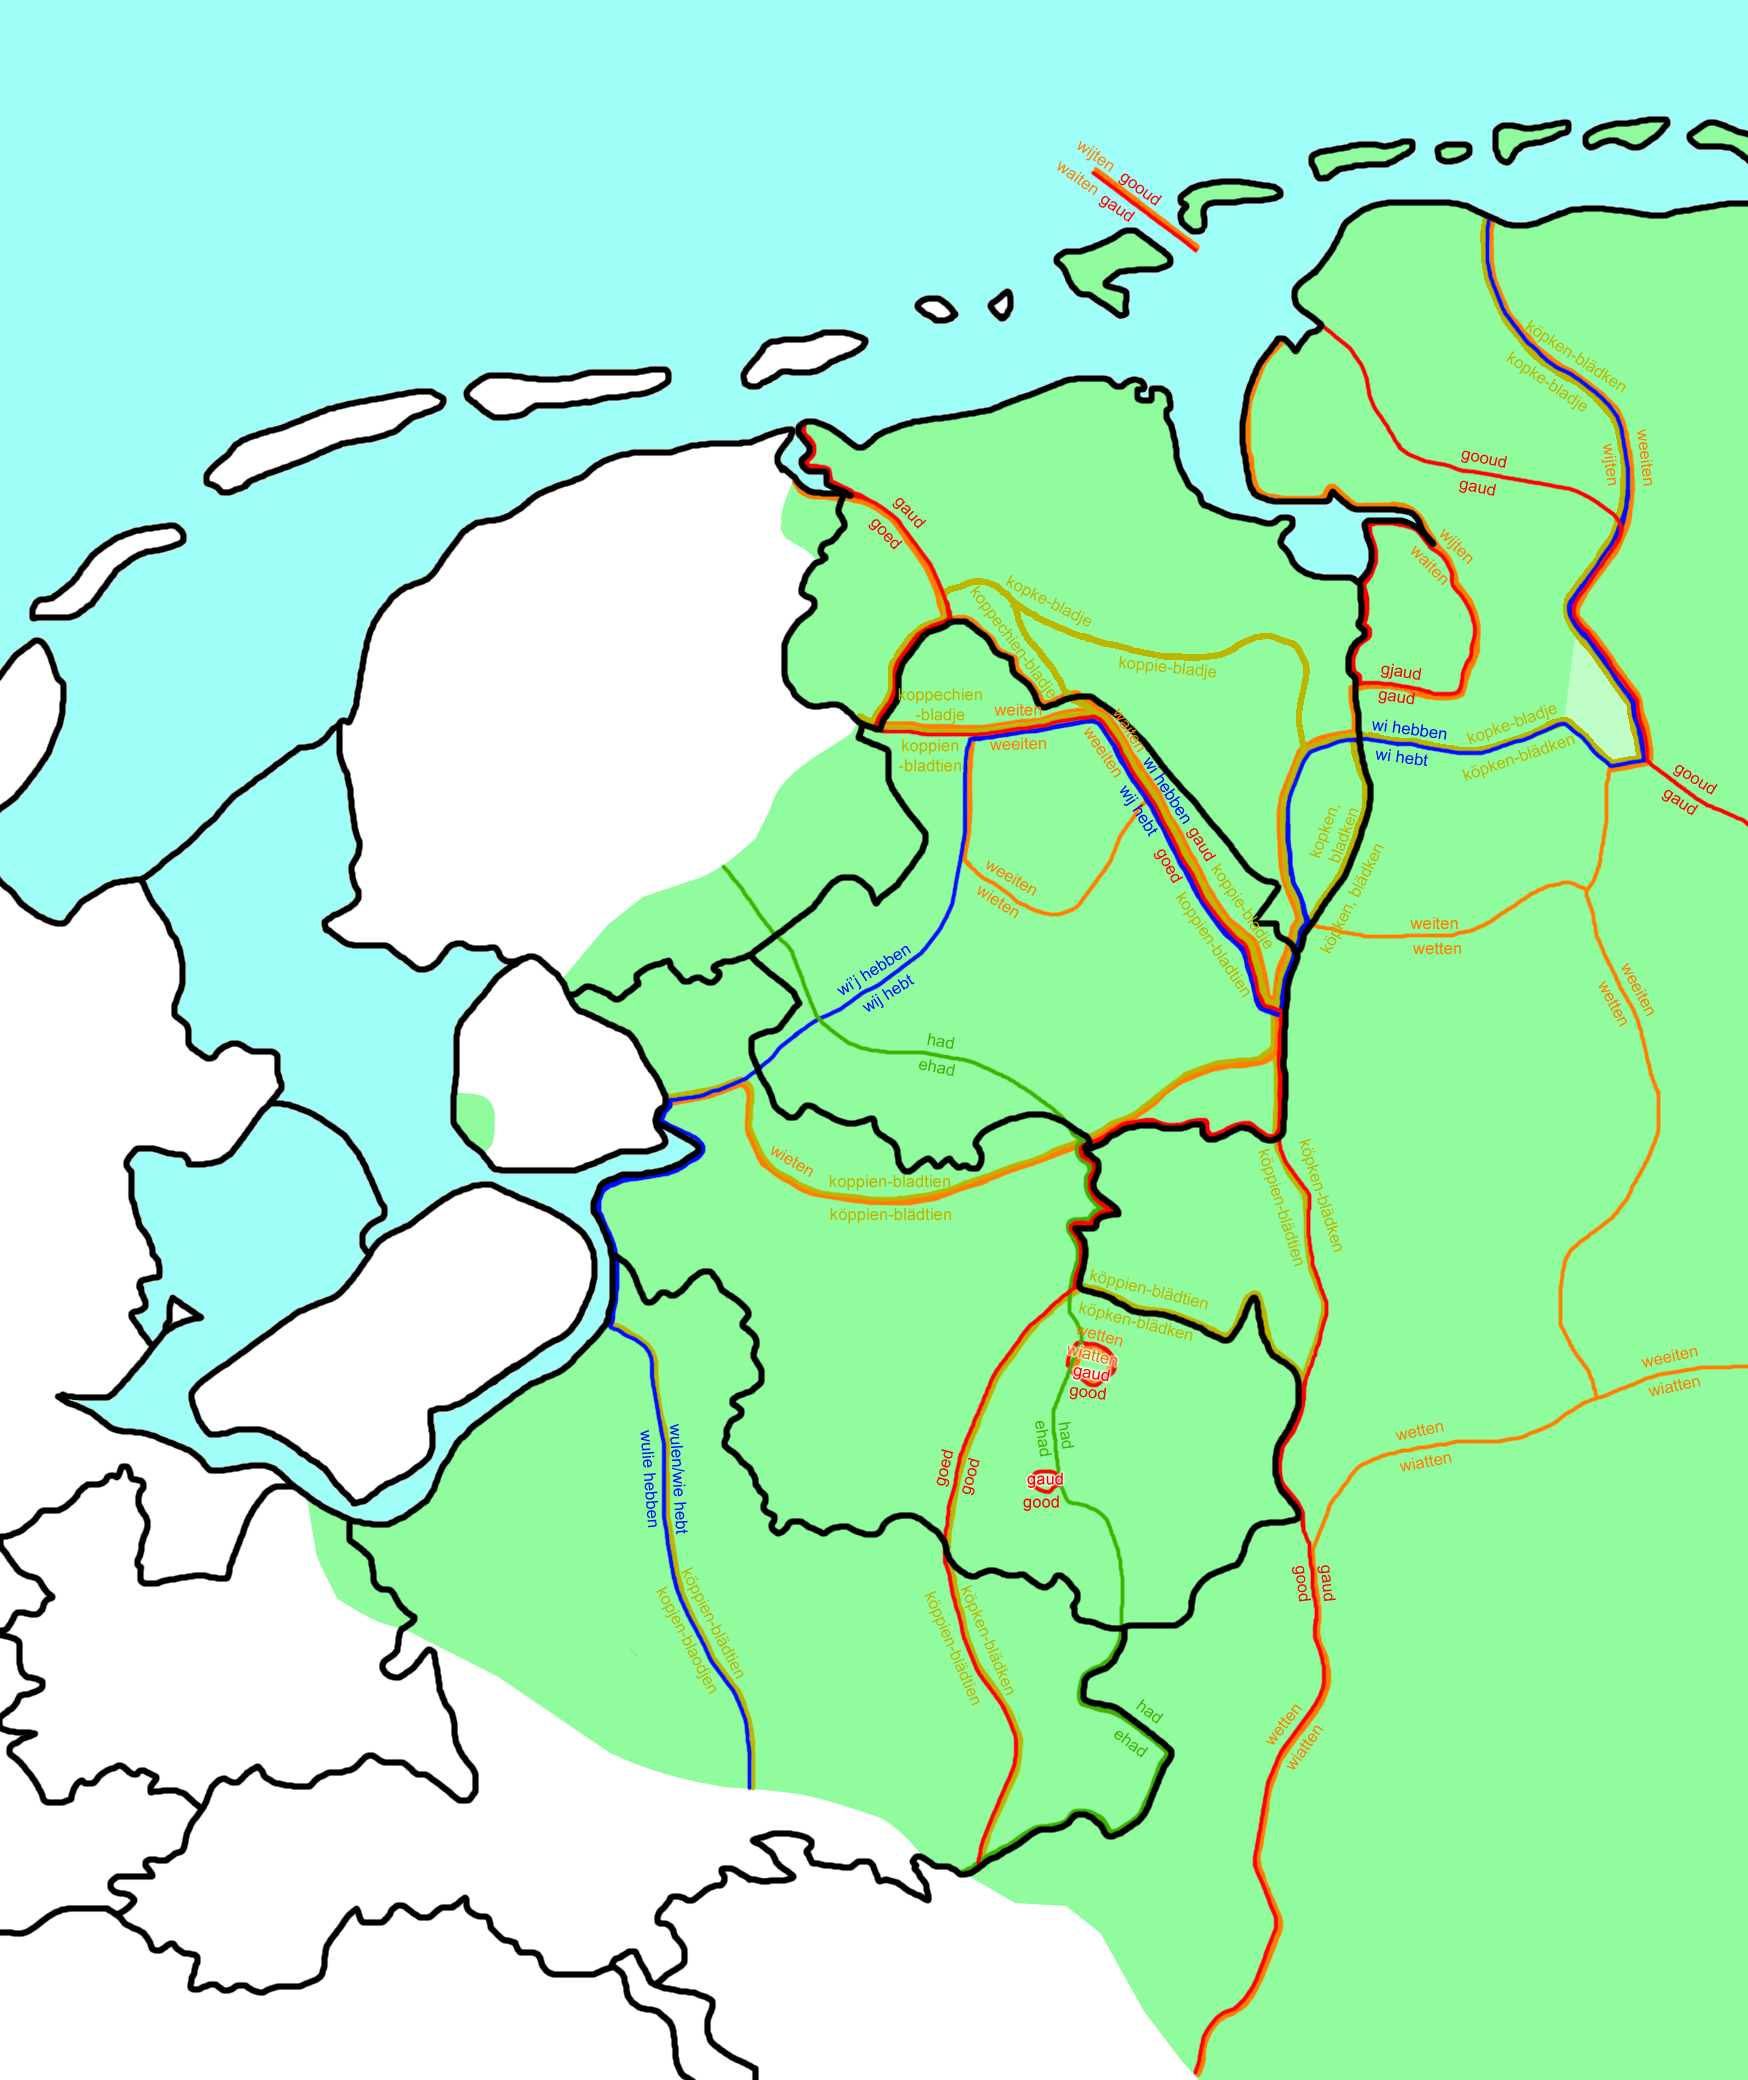 wijten
gooud
waiten
gaud
köpken-blädken
kopke-bladje
weeiten
wijten
gooud
gaud
gaud
goed
wijten
waiten
kopke-bladje
koppechien-bladje
koppie-bladje
gjaud
gaud
koppechien
-bladje
weiten
weiten
koppien
-bladtien
weeiten
weeiten
wi hebben
wi hebt
kopke-bladje
köpken-blädken
wi hebben
wij hebt
gooud
gaud
kopken,
bladken
köpken, blädken
gaud
goed
koppie-bladje
koppien-bladtien
weeiten
wieten
weiten
wetten
wij hebben
wij hebt
weeiten
wetten
had
ehad
wieten
koppien-bladtien
köppien-blädtien
köpken-blädken
köppien-blädtien
köppien-blädtien
köpken-blädken
wetten
wiatten
gaud
good
weeiten
wiatten
wulie hebben
wulen/wie hebt
goed
good
ehad
had
wetten
wiatten
gaud
good
köppien-blädtien
kopjen-blaodjen
köpken-blädken
köppien-blädtien
good
gaud
had
ehad
wetten
wiatten